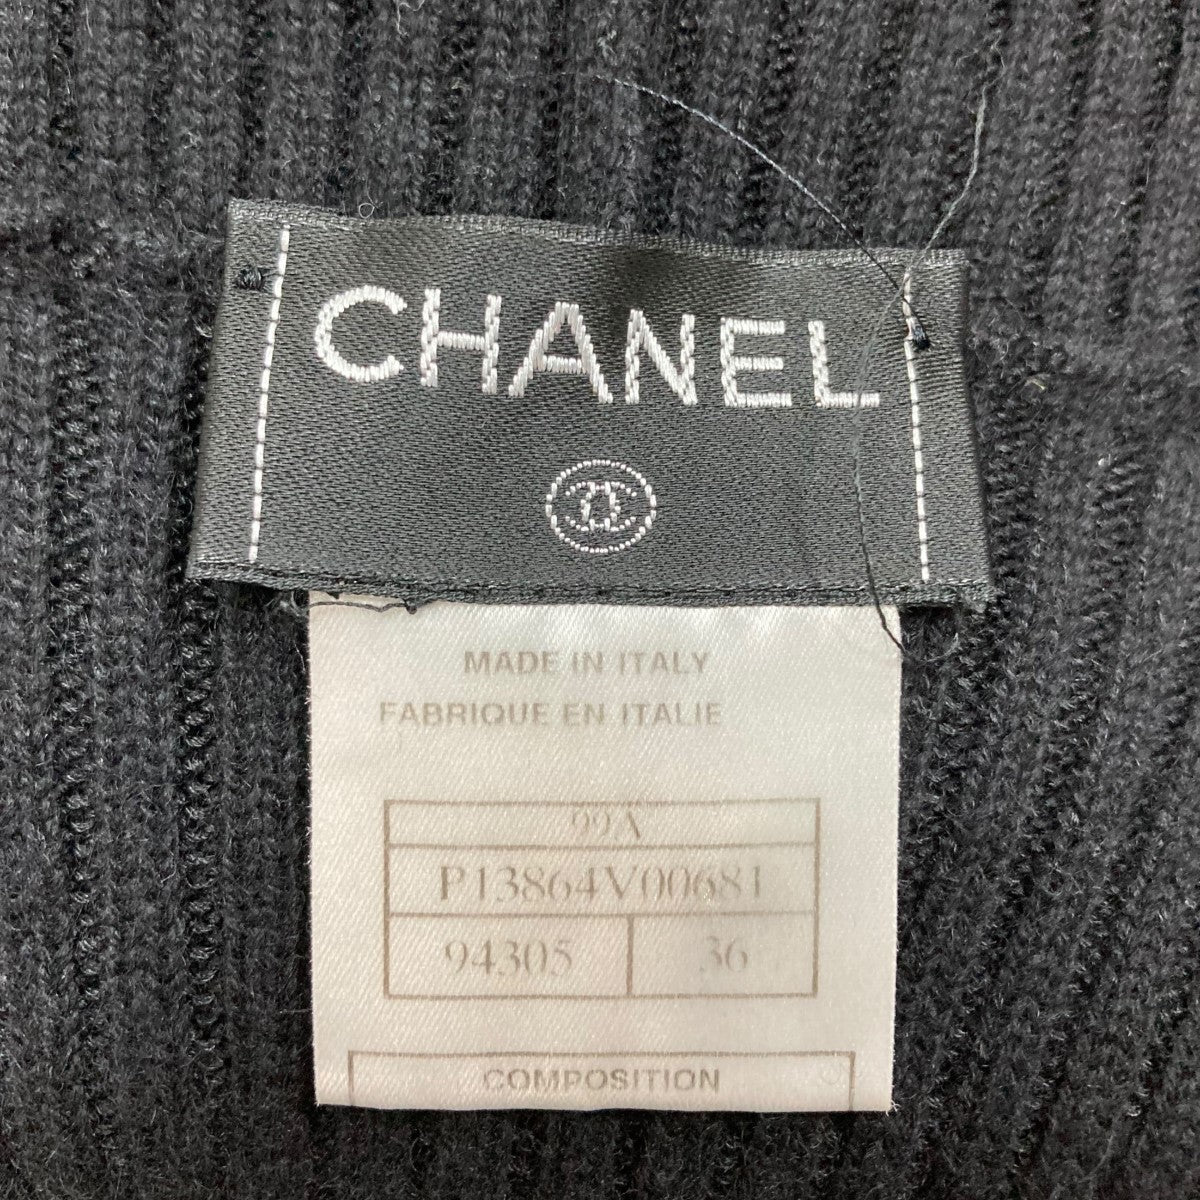 CHANEL
MADE IN ITALY
FABRIQUE EN ITALIE
99A
P13864V00681
94305 36
COMPOSITION